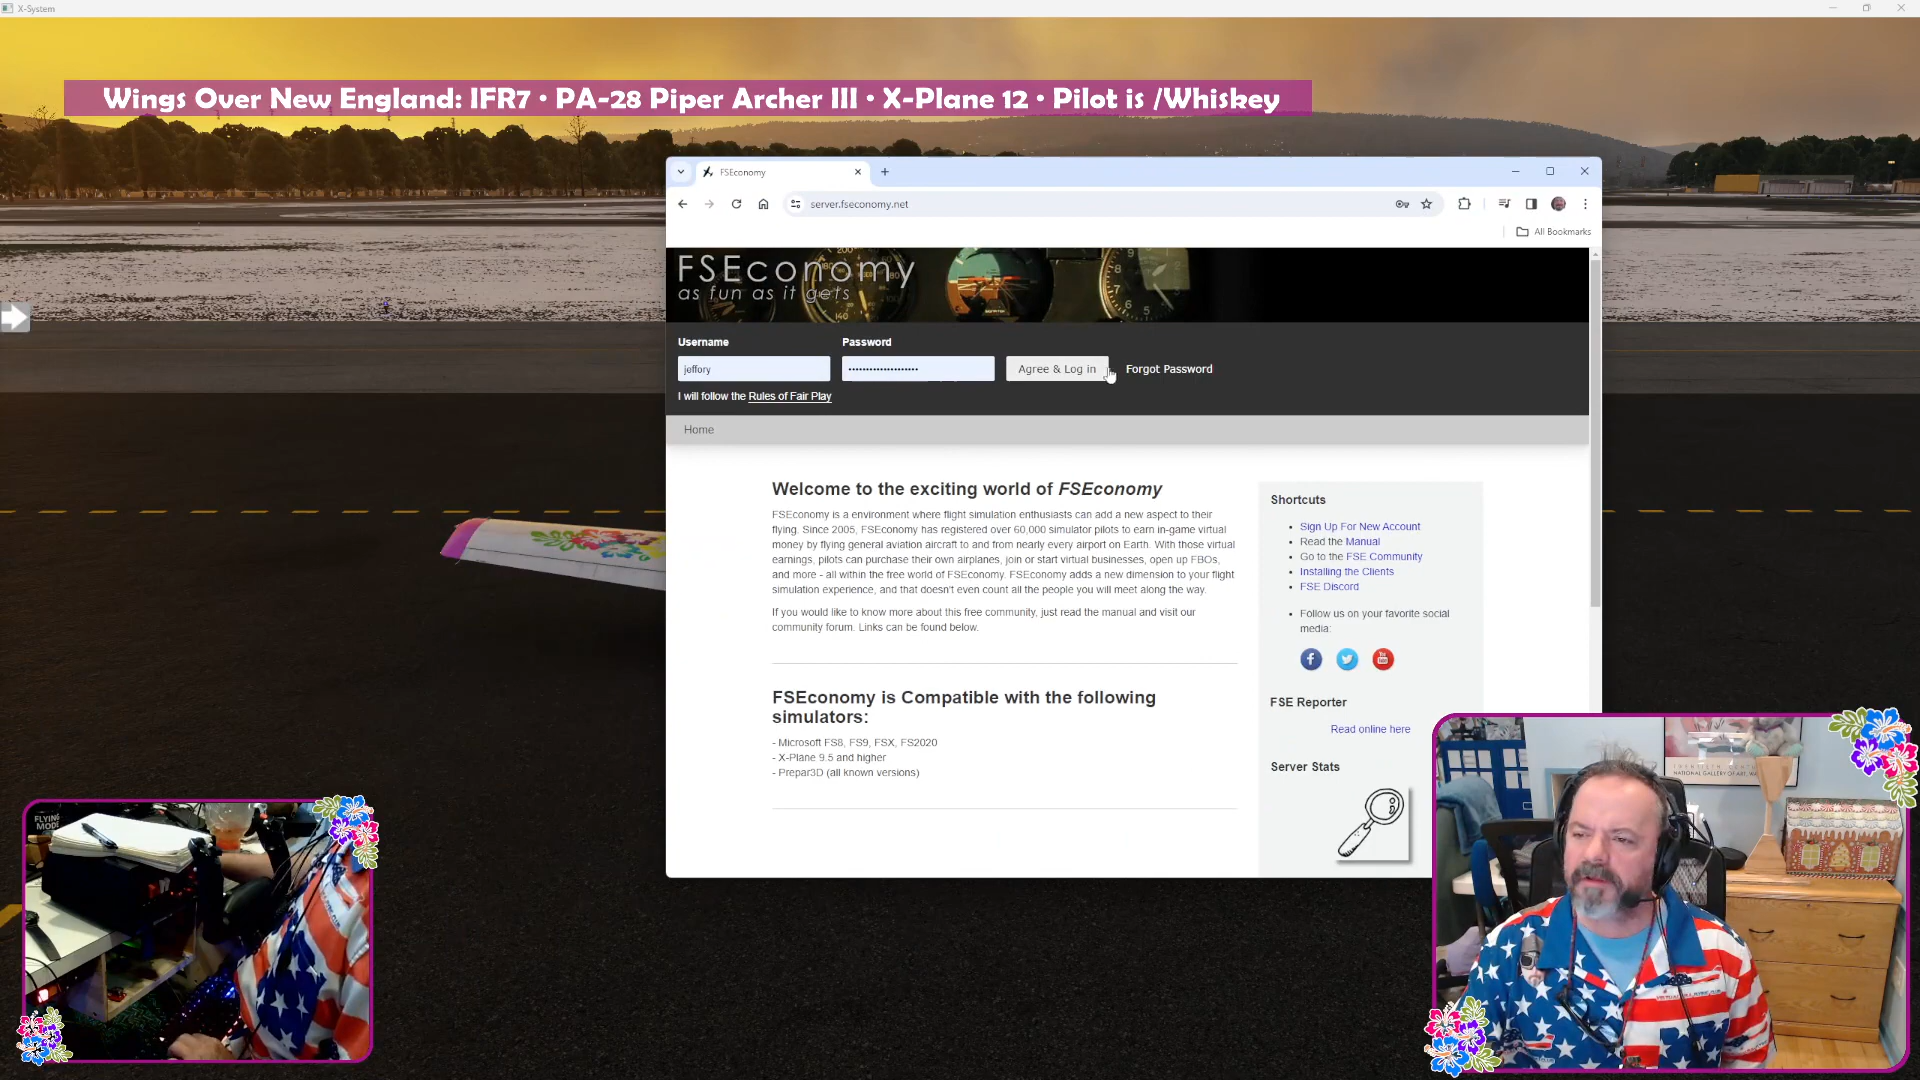 X-System
Wings Over New England: IFR7 • PA-28 Piper Archer III • X-Plane 12 • Pilot is /Whiskey
FSEconomy
server.fseconomy.net
All Bookmarks
FSEconomy
as fun as it gets
Username
Password
jeffory
••••••••••••••••••••
Agree & Log in
Forgot Password
I will follow the Rules of Fair Play
Home
Welcome to the exciting world of FSEconomy
FSEconomy is a environment where flight simulation enthusiasts can add a new aspect to their
flying. Since 2005, FSEconomy has registered over 60,000 simulator pilots to earn in-game virtual
money by flying general aviation aircraft to and from nearly every airport on Earth. With those virtual
earnings, pilots can purchase their own airplanes, join or start virtual businesses, open up FBOs,
and more - all within the free world of FSEconomy. FSEconomy adds a new dimension to your flight
simulation experience, and that doesn't even count all the people you will meet along the way.
If you would like to know more about this free community, just read the manual and visit our
community forum. Links can be found below.
FSEconomy is Compatible with the following
simulators:
- Microsoft FS8, FS9, FSX, FS2020
- X-Plane 9.5 and higher
- Prepar3D (all known versions)
Shortcuts
• Sign Up For New Account
• Read the Manual
• Go to the FSE Community
• Installing the Clients
• FSE Discord
• Follow us on your favorite social
media:
FSE Reporter
Read online here
Server Stats
FLYING
NATIONAL GALLERY OF ART, WA